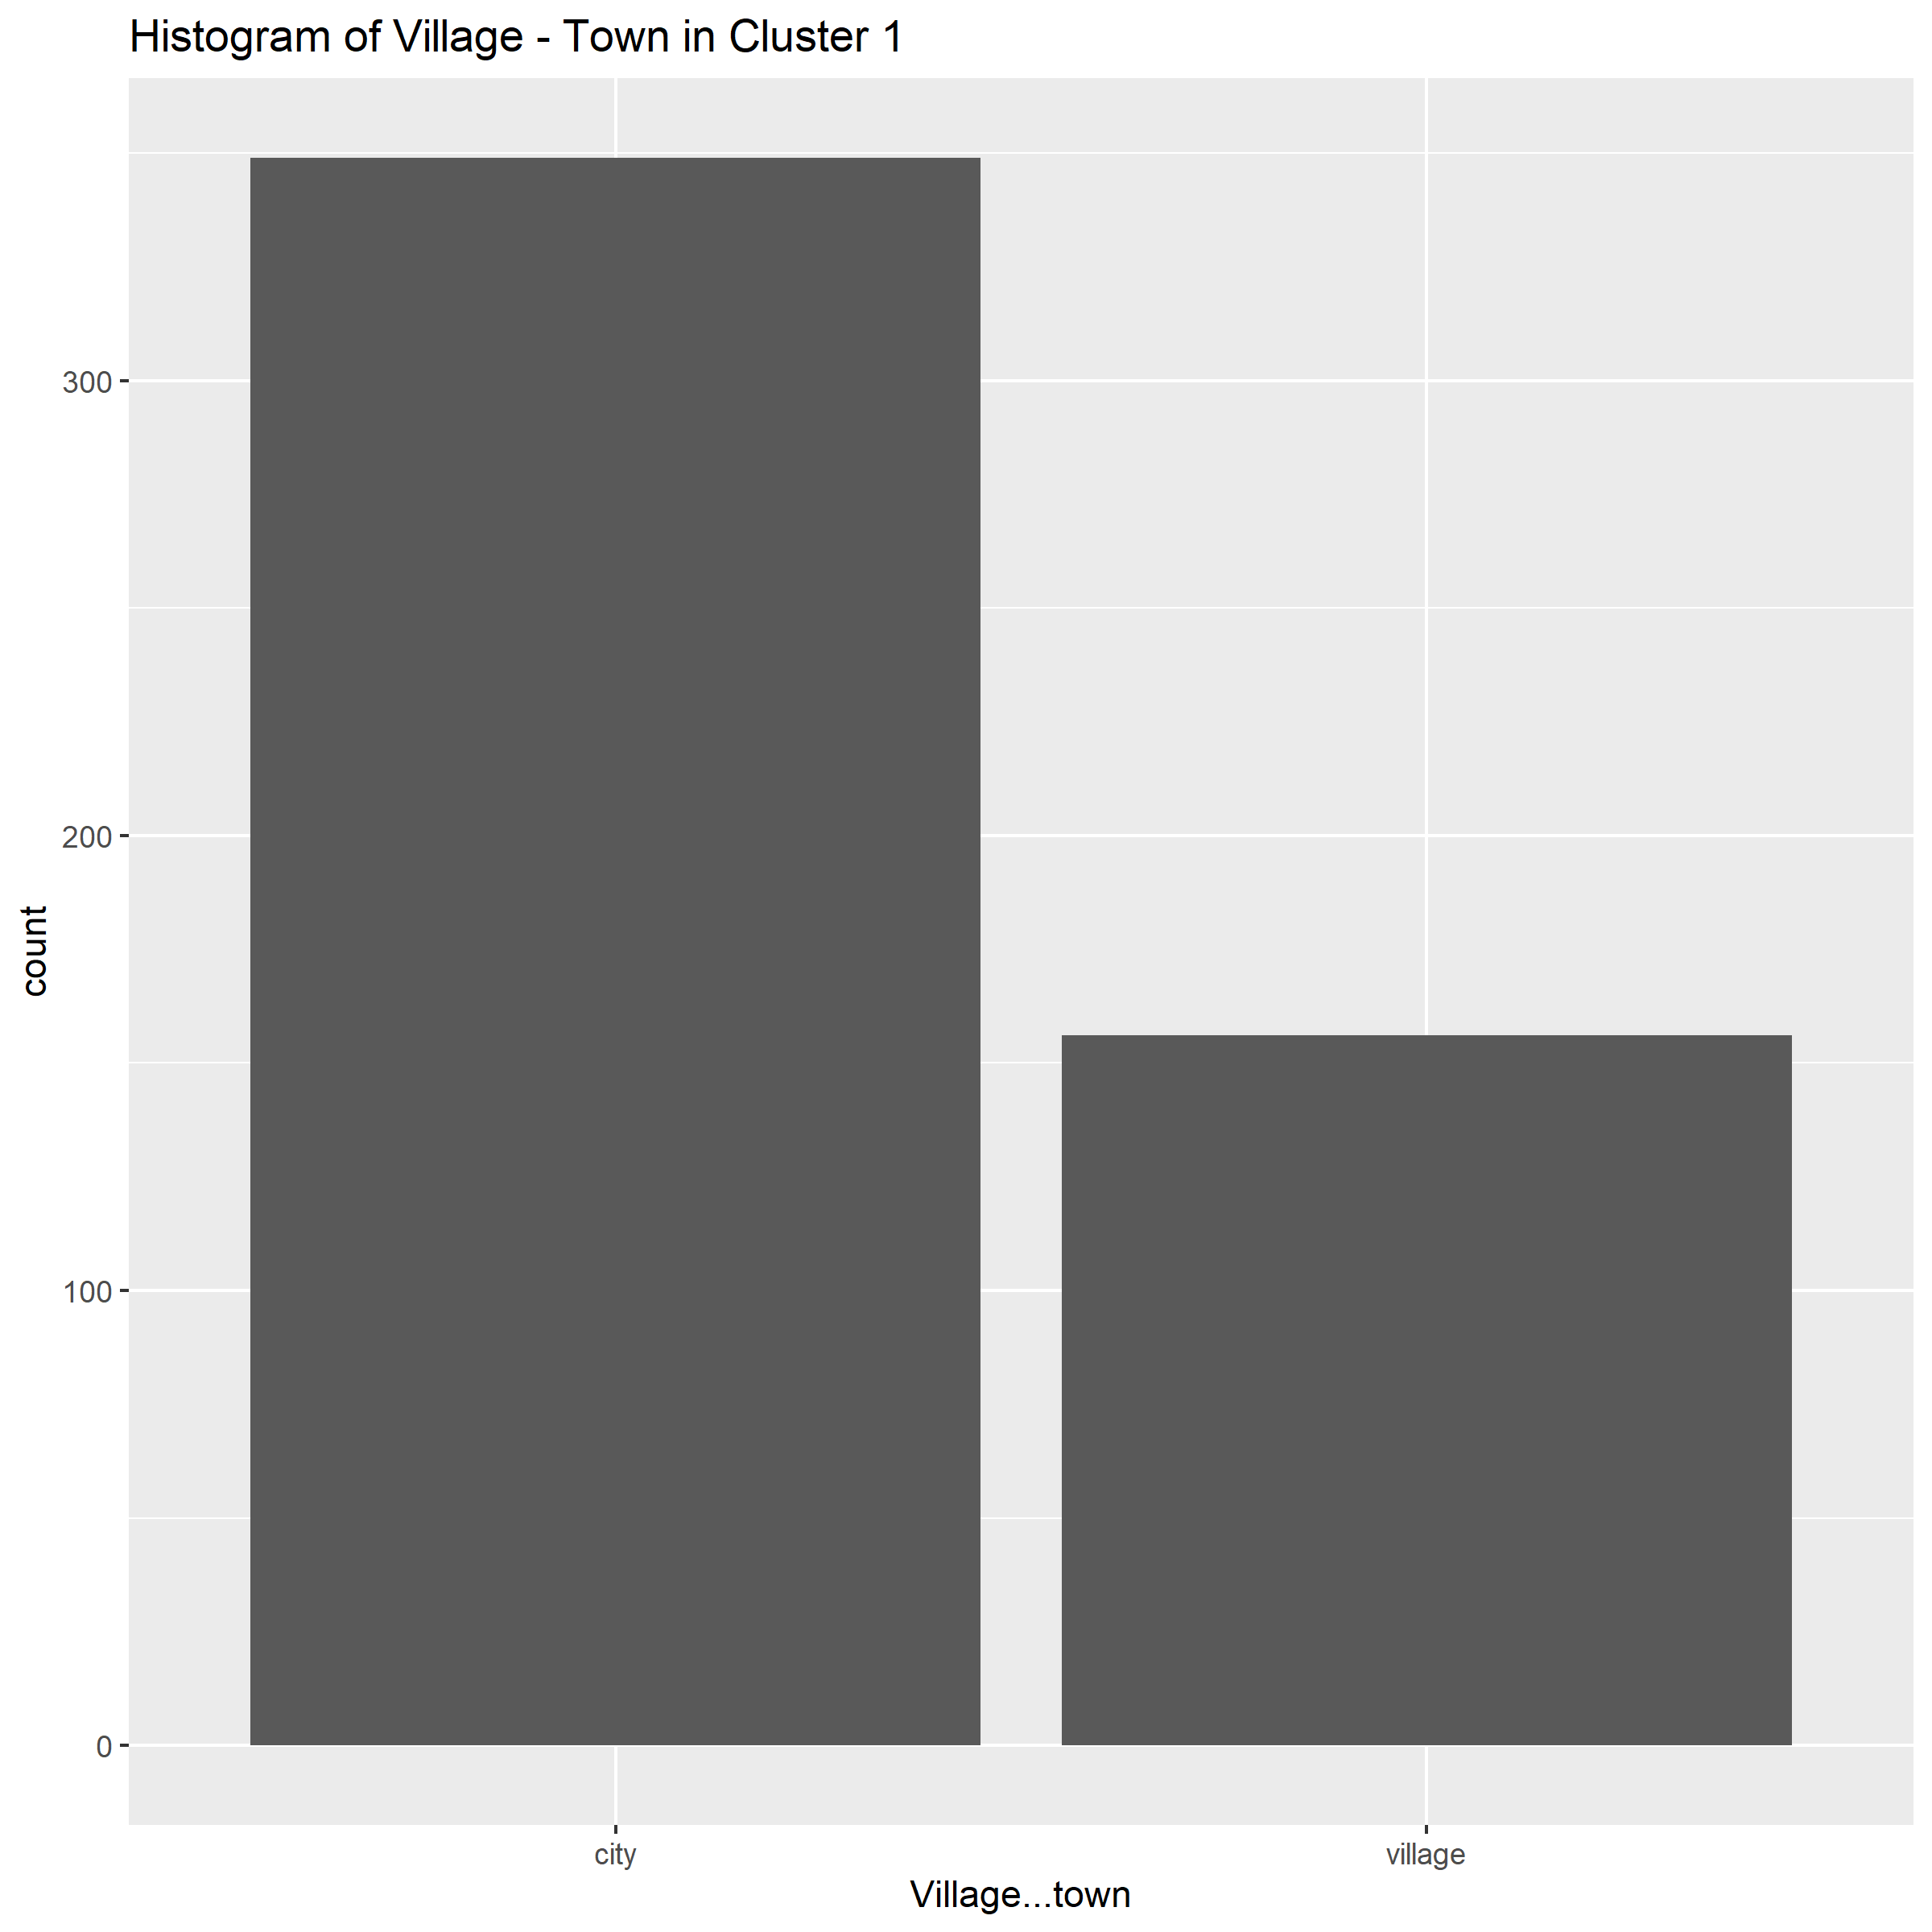 Histogram of Village - Town in Cluster 1
count
300
200
100
0
city village
Village...town